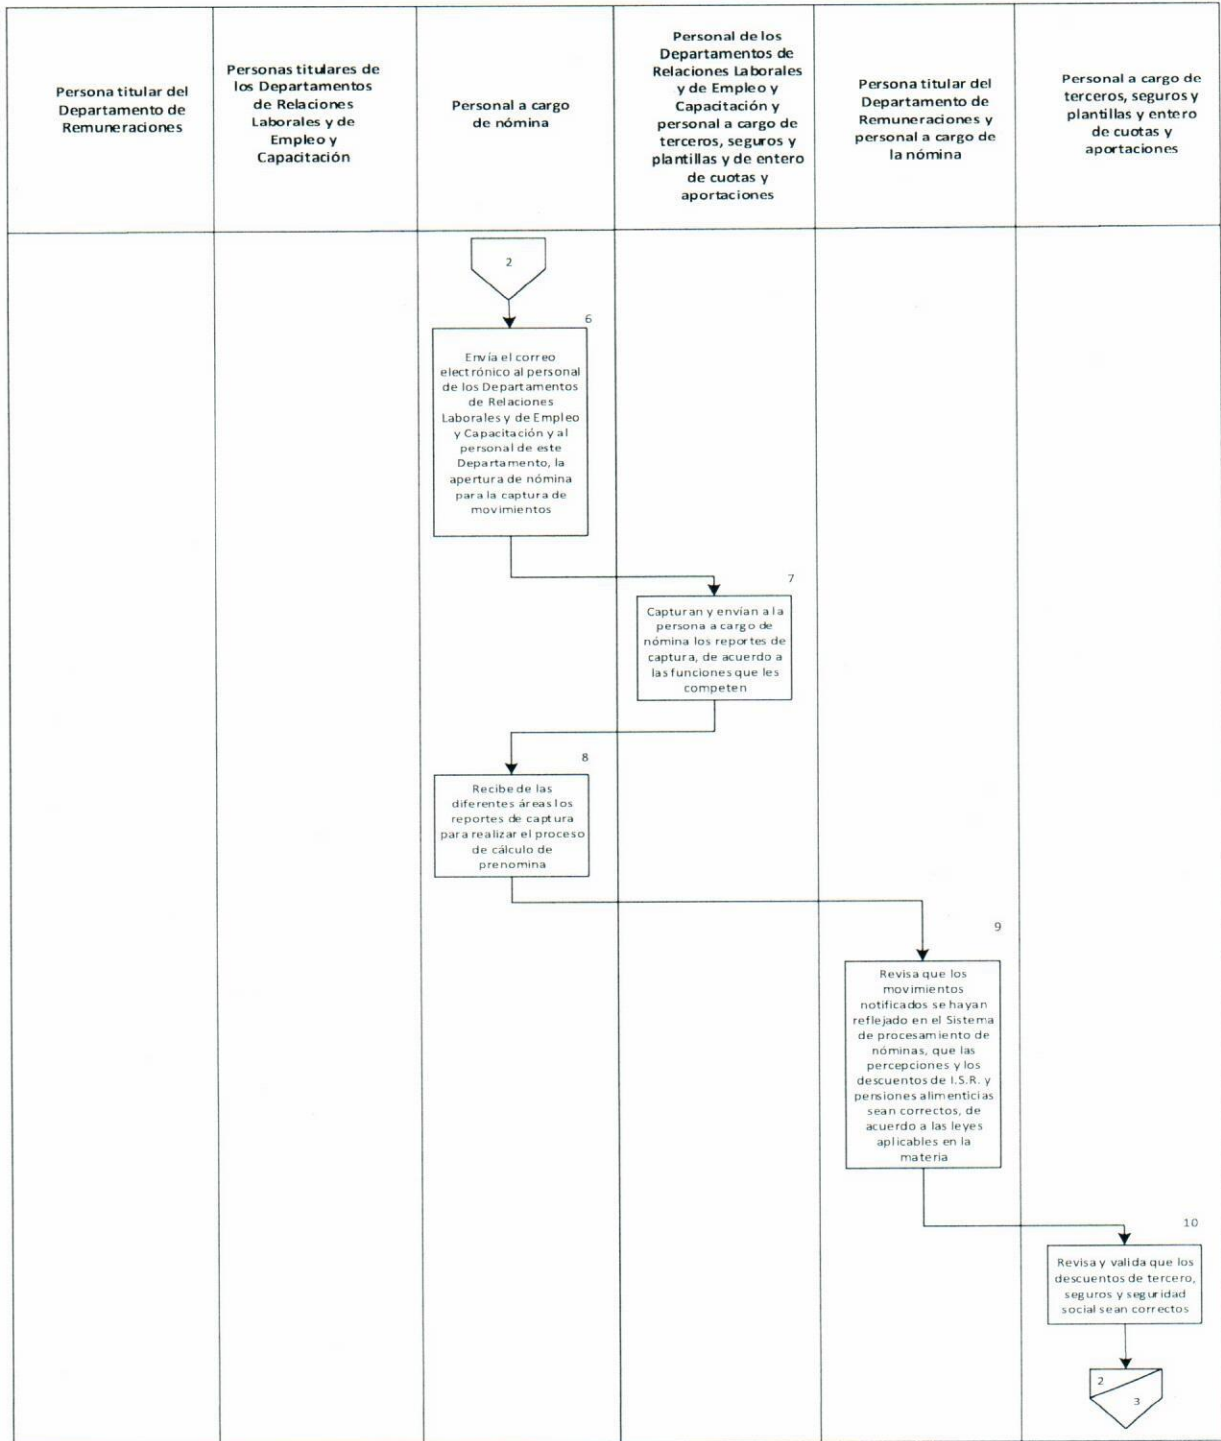 Persona titular del
Departamento de
Remuneraciones
Personas titulares de
los Departamentos
de Relaciones
Laborales y de
Empleo y
Capacitación
Personal a cargo
de nómina
Personal de los
Departamentos de
Relaciones Laborales
y de Empleo y
Capacitación y
personal a cargo de
terceros, seguros y
plantillas y de entero
de cuotas y
aportaciones
Persona titular del
Departamento de
Remuneraciones y
personal a cargo de
la nómina
Personal a cargo de
terceros, seguros y
plantillas y entero
de cuotas y
aportaciones
2
6
Envía el correo
electrónico al personal
de los Departamentos
de Relaciones
Laborales y de Empleo
y Capacitación y al
personal de este
Departamento, la
apertura de nómina
para la captura de
movimientos
7
Capturan y envían a la
persona a cargo de
nómina los reportes de
captura, de acuerdo a
las funciones que les
competen
8
Recibe de las
diferentes áreas los
reportes de captura
para realizar el proceso
de cálculo de
prenomina
9
Revisa que los
movimientos
notificados se hayan
reflejado en el Sistema
de procesamiento de
nóminas, que las
percepciones y los
descuentos de I.S.R. y
pensiones alimenticias
sean correctos, de
acuerdo a las leyes
aplicables en la
materia
10
Revisa y valida que los
descuentos de tercero,
seguros y seguridad
social sean correctos
2
3